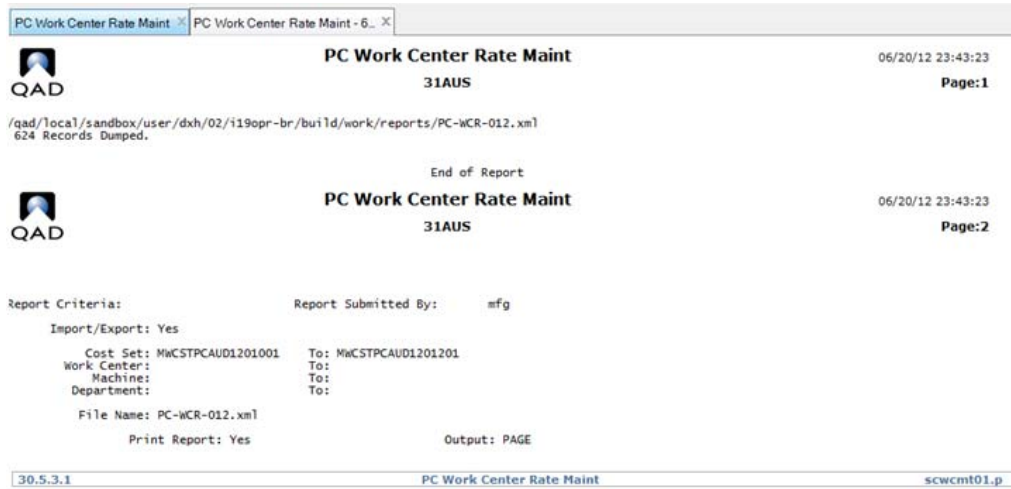 PC Work Center Rate Maint PC Work Center Rate Maint - 6...
QAD PC Work Center Rate Maint 06/20/12 23:43:23
31AUS Page:1
/qad/local/sandbox/user/dxh/02/i19opr-br/build/work/reports/PC-WCR-012.xml
624 Records Dumped.
End of Report
QAD PC Work Center Rate Maint 06/20/12 23:43:23
31AUS Page:2
Report Criteria: Report Submitted By: mfg
Import/Export: Yes
Cost Set: MWCSTPCAUD1201001 To: MWCSTPCAUD1201201
Work Center: To:
Machine: To:
Department: To:
File Name: PC-WCR-012.xml
Print Report: Yes Output: PAGE
30.5.3.1 PC Work Center Rate Maint scwcmt01.p